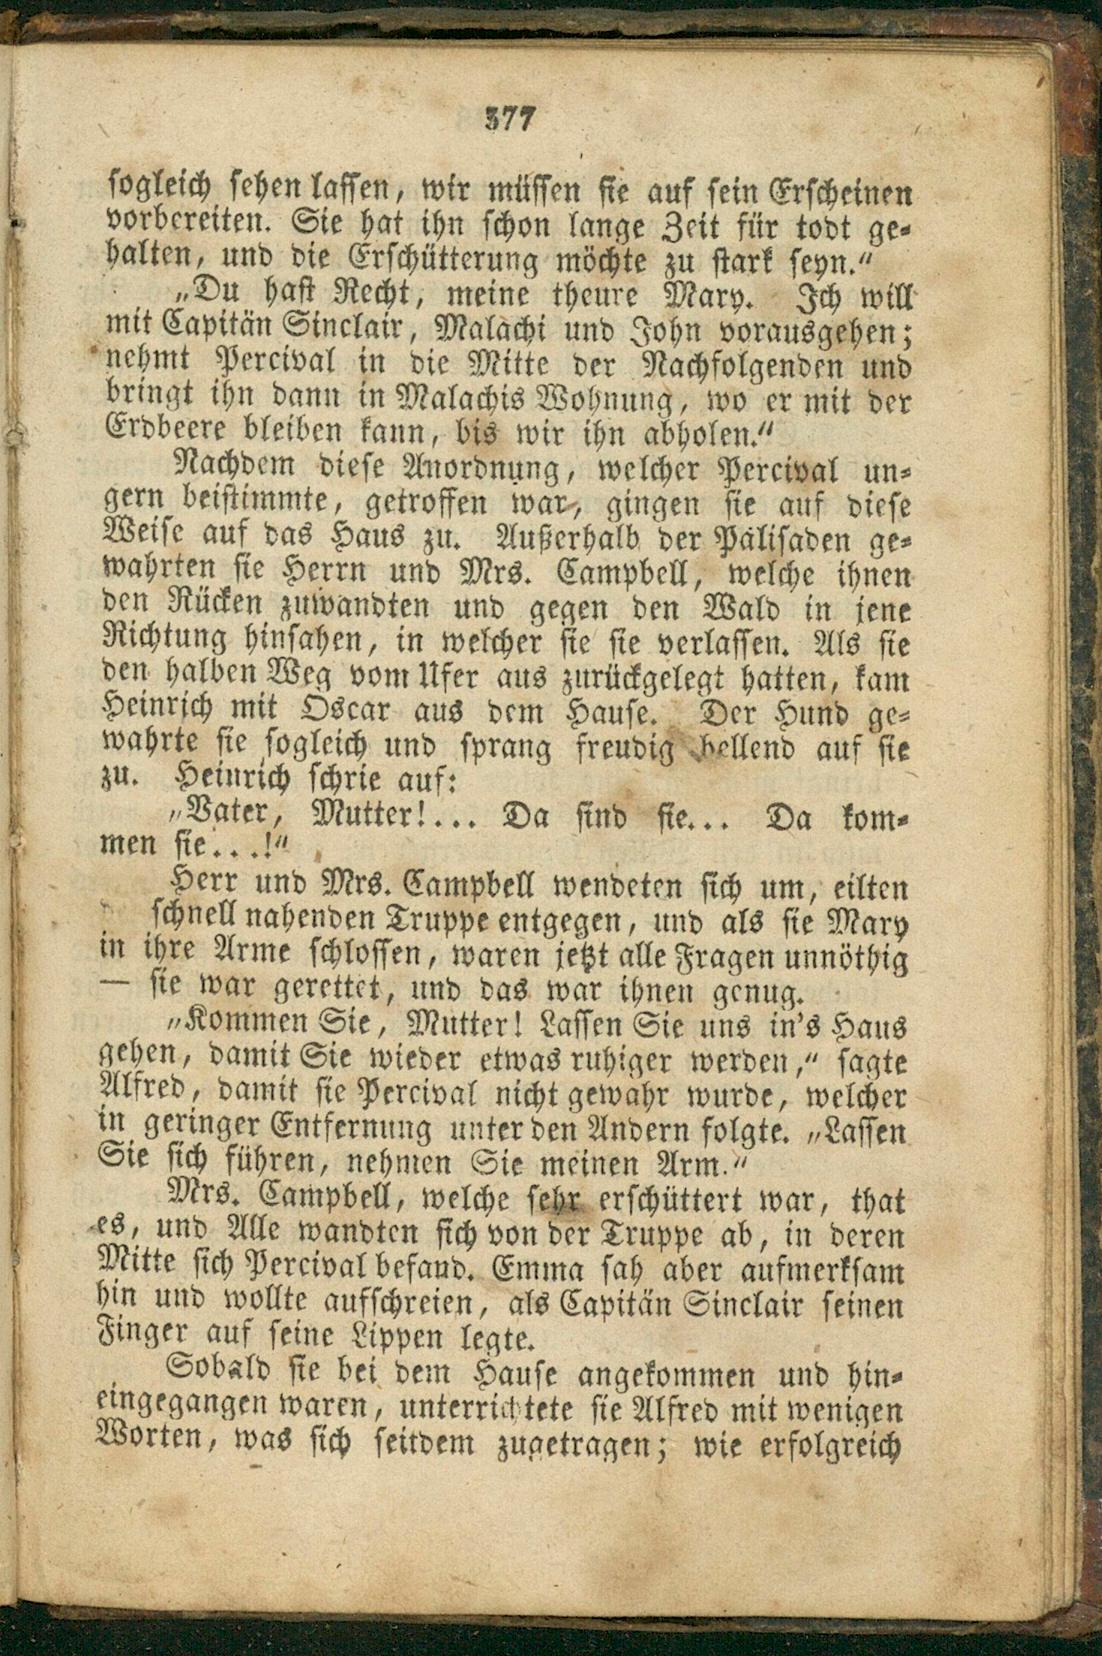 377
sogleich sehen lassen, wir müssen sie auf sein Erscheinen
vorbereiten. Sie hat ihn schon lange Zeit für todt ge-
halten, und die Erschütterung möchte zu stark seyn.“
„Du hast Recht, meine theure Mary. Ich will
mit Capitän Sinclair, Malachi und John vorausgehen;
nehmt Percival in die Mitte der Nachfolgenden und
bringt ihn dann in Malachis Wohnung, wo er mit der
Erdbeere bleiben kann, bis wir ihn abholen.“
Nachdem diese Anordnung, welcher Percival un-
gern beistimmte, getroffen war, gingen sie auf diese
Weise auf das Haus zu. Außerhalb der Palisaden ge-
wahrten sie Herrn und Mrs. Campbell, welche ihnen
den Rücken zuwandten und gegen den Wald in jene
Richtung hinsahen, in welcher sie sie verlassen. Als sie
den halben Weg vom Ufer aus zurückgelegt hatten, kam
Heinrich mit Oscar aus dem Hause. Der Hund ge-
wahrte sie sogleich und sprang freudig bellend auf sie
zu. Heinrich schrie auf:
„Vater, Mutter!... Da sind sie... Da kom-
men sie...!“
Herr und Mrs. Campbell wendeten sich um, eilten
schnell nahenden Truppe entgegen, und als sie Mary
in ihre Arme schlossen, waren jetzt alle Fragen unnöthig
— sie war gerettet, und das war ihnen genug.
„Kommen Sie, Mutter! Lassen Sie uns in's Haus
gehen, damit Sie wieder etwas ruhiger werden,“ sagte
Alfred, damit sie Percival nicht gewahr wurde, welcher
in geringer Entfernung unter den Andern folgte. „Lassen
Sie sich führen, nehmen Sie meinen Arm.“
Mrs. Campbell, welche sehr erschüttert war, that
es, und Alle wandten sich von der Truppe ab, in deren
Mitte sich Percival befand. Emma sah aber aufmerksam
hin und wollte aufschreien, als Capitän Sinclair seinen
Finger auf seine Lippen legte.
Sobald sie bei dem Hause angekommen und hin-
eingegangen waren, unterrichtete sie Alfred mit wenigen
Worten, was sich seitdem zugetragen; wie erfolgreich